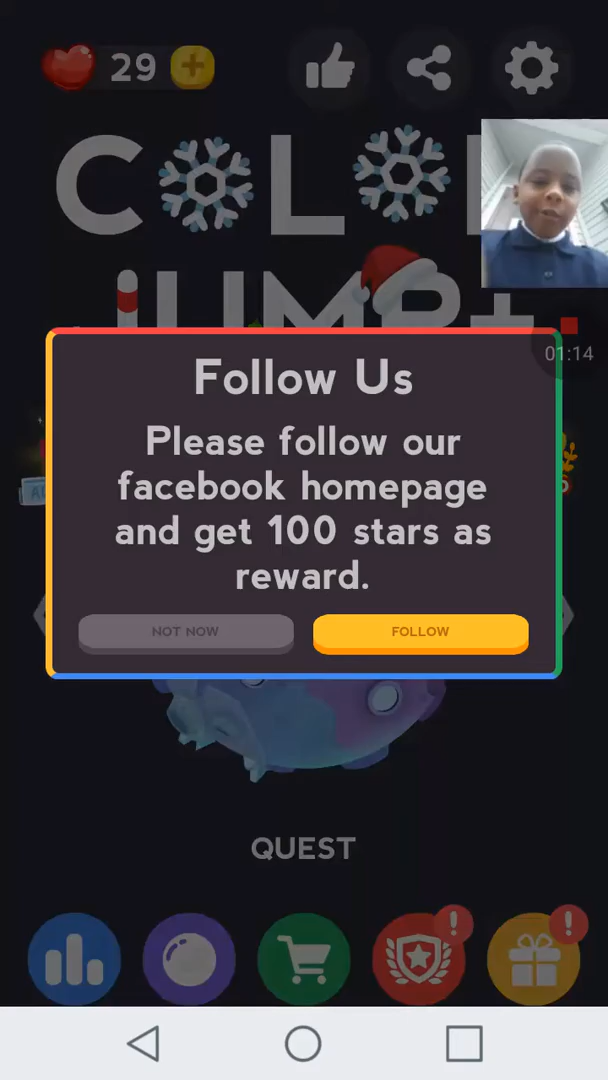 29
JUMP+
01:14
Follow Us
Please follow our
facebook homepage
and get 100 stars as
reward.
NOT NOW
FOLLOW
QUEST